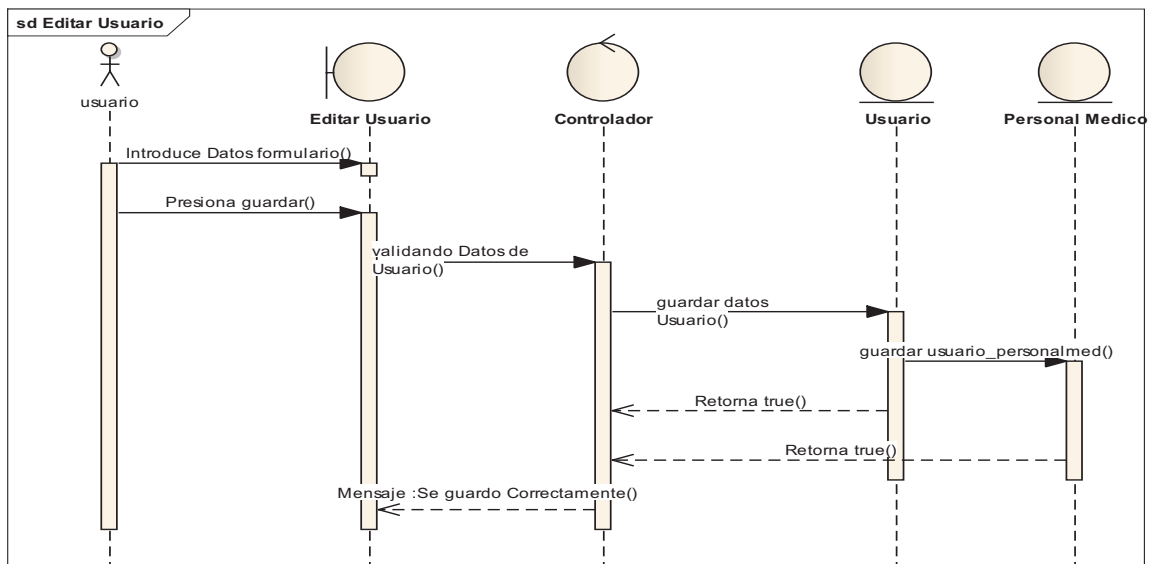 sd Editar Usuario
usuario
Editar Usuario
Controlador
Usuario
Personal Medico
Introduce Datos formulario()
Presiona guardar()
validando Datos de
Usuario()
guardar datos
Usuario()
guardar usuario_personalmed()
Retorna true()
Retorna true()
Mensaje :Se guardo Correctamente()